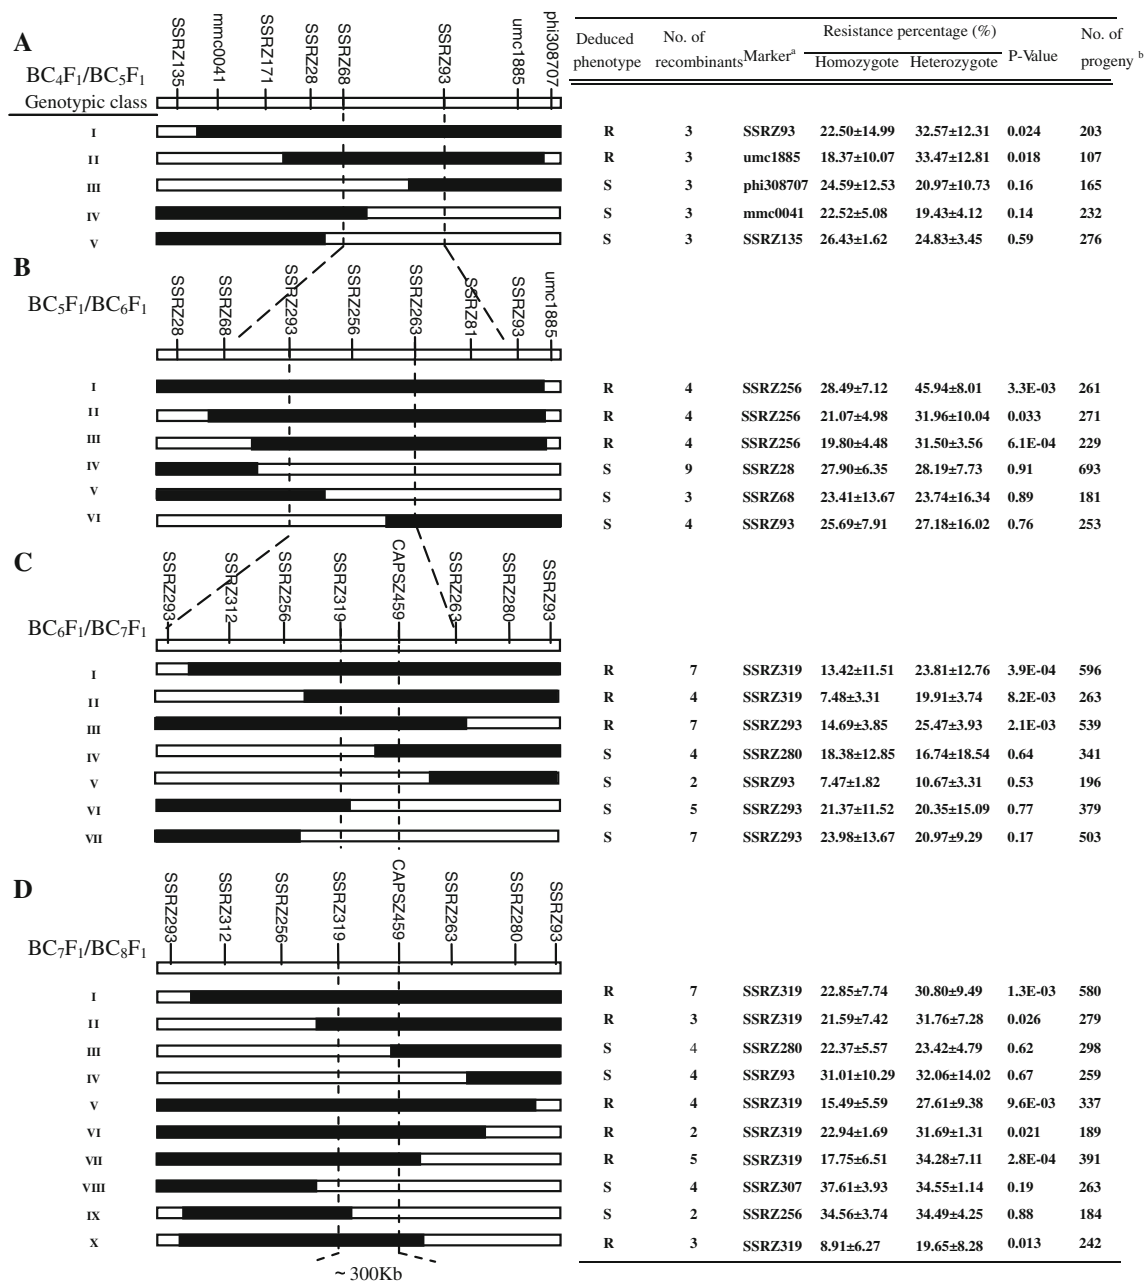 A
BC4F1/BC5F1
Genotypic class
SSRZ135 mmc0041 SSRZ171 SSRZ28 SSRZ68 SSRZ93 umc1885 phi308707
Deduced phenotype No. of recombinants Marker^a Resistance percentage (%) Homozygote Heterozygote P-Value No. of progeny ^b
I R 3 SSRZ93 22.50±14.99 32.57±12.31 0.024 203
II R 3 umc1885 18.37±10.07 33.47±12.81 0.018 107
III S 3 phi308707 24.59±12.53 20.97±10.73 0.16 165
IV S 3 mmc0041 22.52±5.08 19.43±4.12 0.14 232
V S 3 SSRZ135 26.43±1.62 24.83±3.45 0.59 276
B
BC5F1/BC6F1
SSRZ28 SSRZ68 SSRZ293 SSRZ256 SSRZ263 SSRZ81 SSRZ93 umc1885
I R 4 SSRZ256 28.49±7.12 45.94±8.01 3.3E-03 261
II R 4 SSRZ256 21.07±4.98 31.96±10.04 0.033 271
III R 4 SSRZ256 19.80±4.48 31.50±3.56 6.1E-04 229
IV S 9 SSRZ28 27.90±6.35 28.19±7.73 0.91 693
V S 3 SSRZ68 23.41±13.67 23.74±16.34 0.89 181
VI S 4 SSRZ93 25.69±7.91 27.18±16.02 0.76 253
C
BC6F1/BC7F1
SSRZ293 SSRZ312 SSRZ256 SSRZ319 CAPSZ459 SSRZ263 SSRZ280 SSRZ93
I R 7 SSRZ319 13.42±11.51 23.81±12.76 3.9E-04 596
II R 4 SSRZ319 7.48±3.31 19.91±3.74 8.2E-03 263
III R 7 SSRZ293 14.69±3.85 25.47±3.93 2.1E-03 539
IV S 4 SSRZ280 18.38±12.85 16.74±18.54 0.64 341
V S 2 SSRZ93 7.47±1.82 10.67±3.31 0.53 196
VI S 5 SSRZ293 21.37±11.52 20.35±15.09 0.77 379
VII S 7 SSRZ293 23.98±13.67 20.97±9.29 0.17 503
D
BC7F1/BC8F1
SSRZ293 SSRZ312 SSRZ256 SSRZ319 CAPSZ459 SSRZ263 SSRZ280 SSRZ93
I R 7 SSRZ319 22.85±7.74 30.80±9.49 1.3E-03 580
II R 3 SSRZ319 21.59±7.42 31.76±7.28 0.026 279
III S 4 SSRZ280 22.37±5.57 23.42±4.79 0.62 298
IV S 4 SSRZ93 31.01±10.29 32.06±14.02 0.67 259
V R 4 SSRZ319 15.49±5.59 27.61±9.38 9.6E-03 337
VI R 2 SSRZ319 22.94±1.69 31.69±1.31 0.021 189
VII R 5 SSRZ319 17.75±6.51 34.28±7.11 2.8E-04 391
VIII S 4 SSRZ307 37.61±3.93 34.55±1.14 0.19 263
IX S 2 SSRZ256 34.56±3.74 34.49±4.25 0.88 184
X R 3 SSRZ319 8.91±6.27 19.65±8.28 0.013 242
~ 300Kb